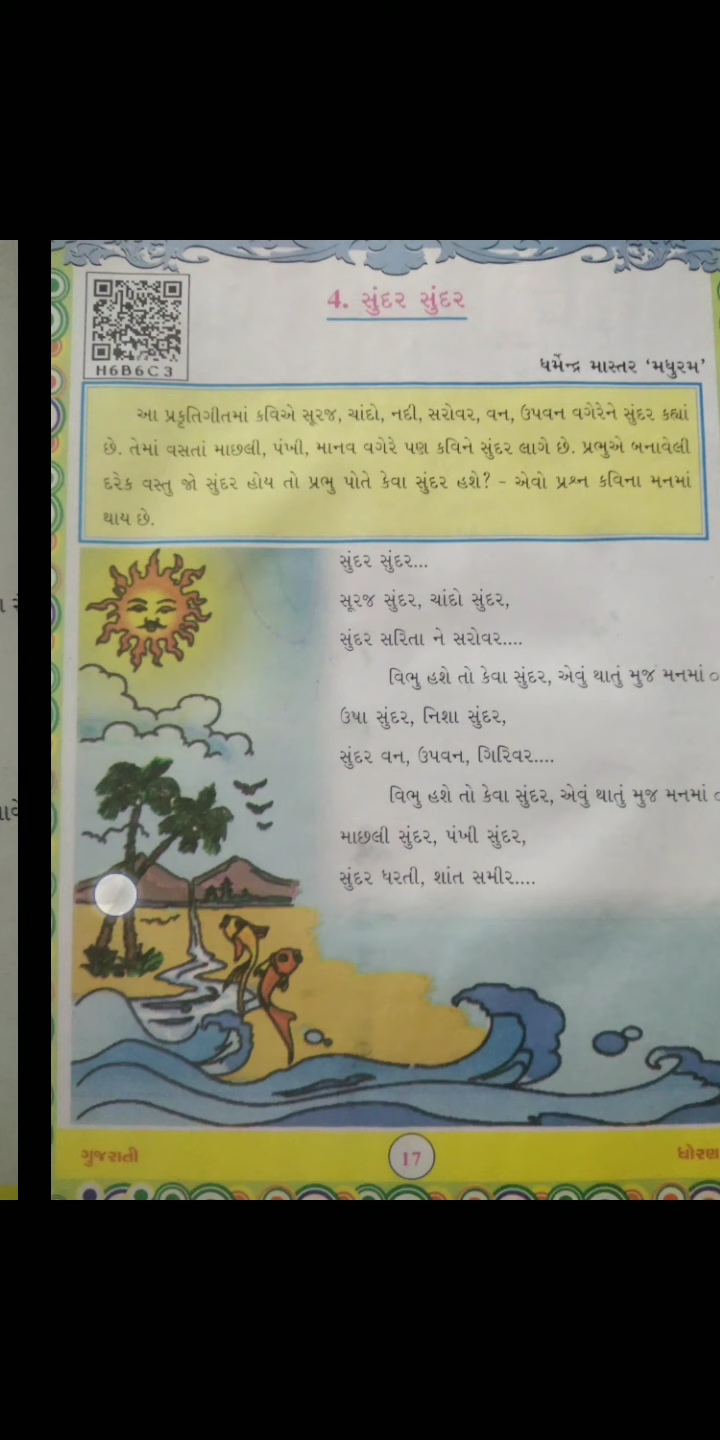 H6B6C3
4. સુંદર સુંદર
ધર્મેન્દ્ર માસ્તર ‘મધુરમ’
આ પ્રકૃતિગીતમાં કવિએ સૂરજ, ચાંદો, નદી, સરોવર, વન, ઉપવન વગેરેને સુંદર કહ્યાં
છે. તેમાં વસતાં માછલી, પંખી, માનવ વગેરે પણ કવિને સુંદર લાગે છે. પ્રભુએ બનાવેલી
દરેક વસ્તુ જો સુંદર હોય તો પ્રભુ પોતે કેવા સુંદર હશે? - એવો પ્રશ્ન કવિના મનમાં
થાય છે.
સુંદર સુંદર...
સૂરજ સુંદર, ચાંદો સુંદર,
સુંદર સરિતા ને સરોવર....
વિભુ હશે તો કેવા સુંદર, એવું થાતું મુજ મનમાં ૦
ઉષા સુંદર, નિશા સુંદર,
સુંદર વન, ઉપવન, ગિરિવર....
વિભુ હશે તો કેવા સુંદર, એવું થાતું મુજ મનમાં ૦
માછલી સુંદર, પંખી સુંદર,
સુંદર ધરતી, શાંત સમીર....
ગુજરાતી
17
ધોરણ